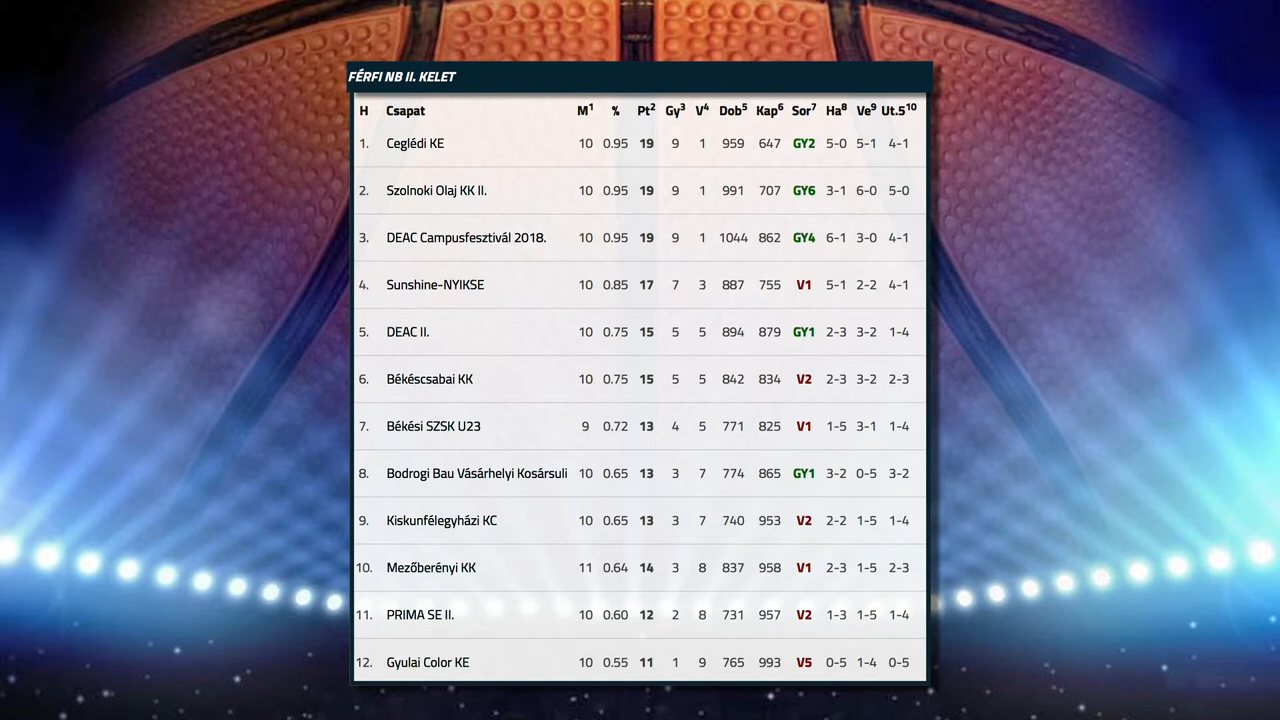 FÉRFI NB II. KELET
H Csapat M¹ % Pt² Gy³ V⁴ Dob⁵ Kap⁶ Sor⁷ Ha⁸ Ve⁹ Ut.5¹⁰
1. Ceglédi KE 10 0.95 19 9 1 959 647 GY2 5-0 5-1 4-1
2. Szolnoki Olaj KK II. 10 0.95 19 9 1 991 707 GY6 3-1 6-0 5-0
3. DEAC Campusfesztivál 2018. 10 0.95 19 9 1 1044 862 GY4 6-1 3-0 4-1
4. Sunshine-NYIKSE 10 0.85 17 7 3 887 755 V1 5-1 2-2 4-1
5. DEAC II. 10 0.75 15 5 5 894 879 GY1 2-3 3-2 1-4
6. Békéscsabai KK 10 0.75 15 5 5 842 834 V2 2-3 3-2 2-3
7. Békési SZSK U23 9 0.72 13 4 5 771 825 V1 1-5 3-1 1-4
8. Bodrogi Bau Vásárhelyi Kosársuli 10 0.65 13 3 7 774 865 GY1 3-2 0-5 3-2
9. Kiskunfélegyházi KC 10 0.65 13 3 7 740 953 V2 2-2 1-5 1-4
10. Mezőberényi KK 11 0.64 14 3 8 837 958 V1 2-3 1-5 2-3
11. PRIMA SE II. 10 0.60 12 2 8 731 957 V2 1-3 1-5 1-4
12. Gyulai Color KE 10 0.55 11 1 9 765 993 V5 0-5 1-4 0-5